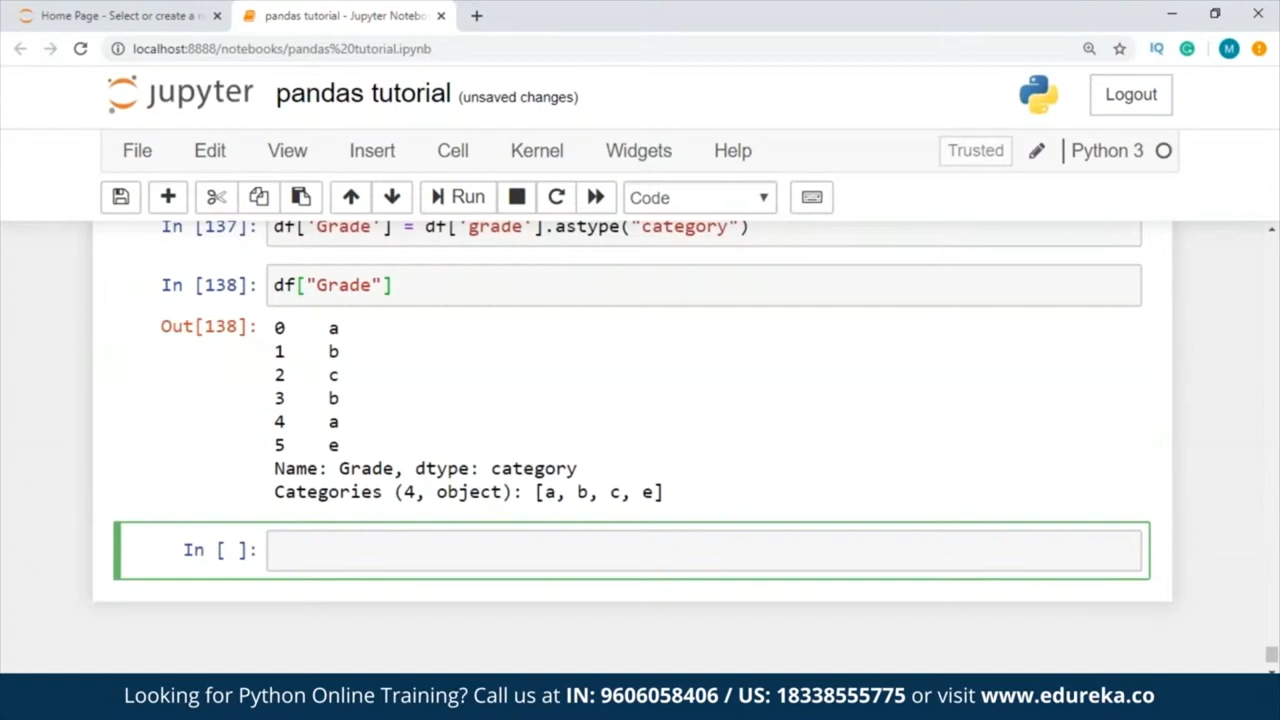 Home Page - Select or create a n
pandas tutorial - Jupyter Noteboo
localhost:8888/notebooks/pandas%20tutorial.ipynb
IQ
M
jupyter pandas tutorial (unsaved changes)
Logout
File Edit View Insert Cell Kernel Widgets Help
Trusted
Python 3
Run
Code
In [137]: df['Grade'] = df['grade'].astype("category")
In [138]: df["Grade"]
Out[138]: 0 a
1 b
2 c
3 b
4 a
5 e
Name: Grade, dtype: category
Categories (4, object): [a, b, c, e]
In [ ]:
Looking for Python Online Training? Call us at IN: 9606058406 / US: 18338555775 or visit www.edureka.co